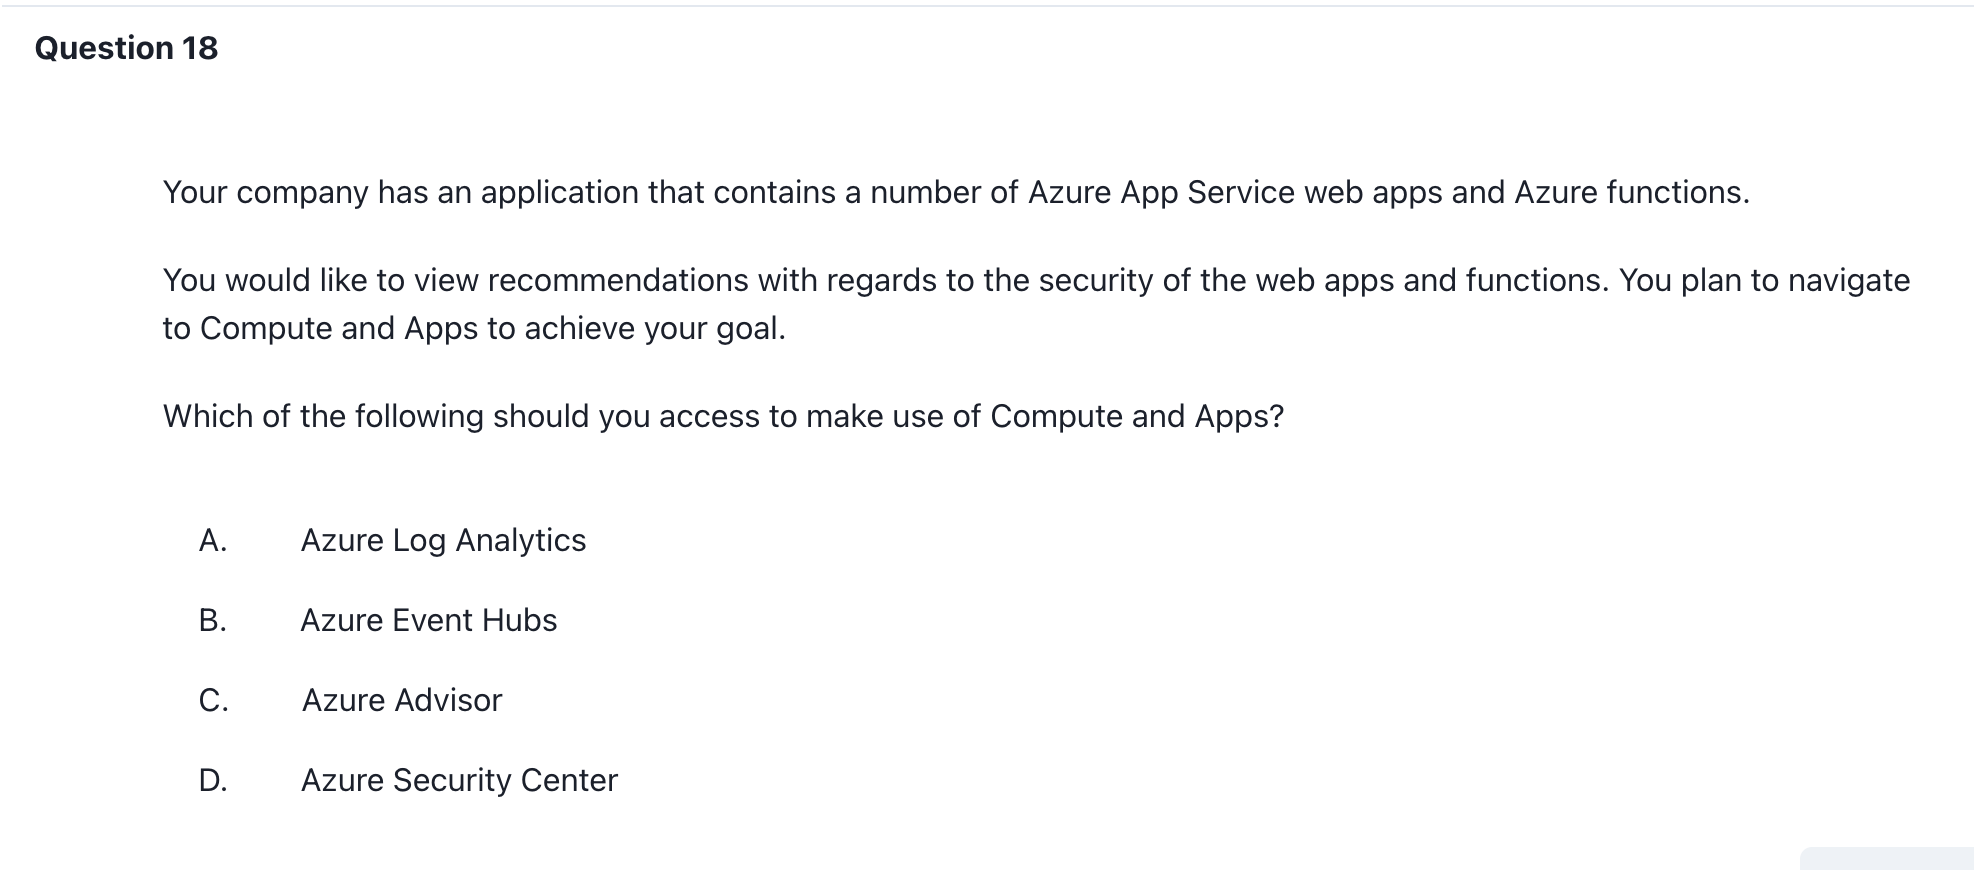 Question 18
Your company has an application that contains a number of Azure App Service web apps and Azure functions.
You would like to view recommendations with regards to the security of the web apps and functions. You plan to navigate
to Compute and Apps to achieve your goal.
Which of the following should you access to make use of Compute and Apps?
A. Azure Log Analytics
B. Azure Event Hubs
C. Azure Advisor
D. Azure Security Center